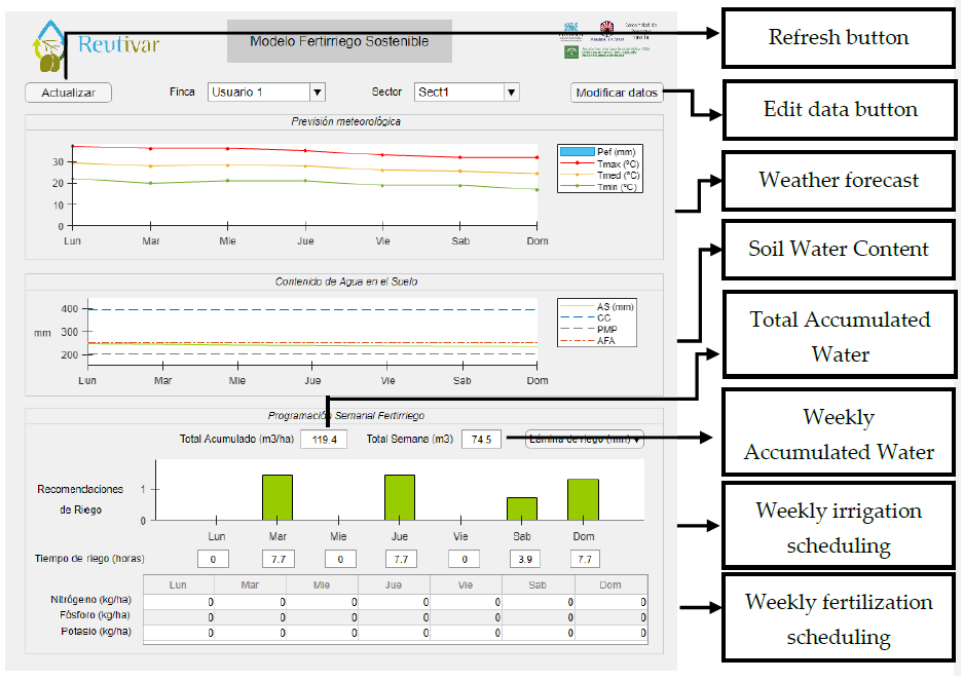 Reutivar
Modelo Fertirriego Sostenible
Refresh button
Actualizar
Finca
Usuario 1
Sector
Sect1
Modificar datos
Edit data button
Previsión meteorológica
30
20
10
0
Lun Mar Mie Jue Vie Sab Dom
Pef (mm)
Tmax (ºC)
Tmed (ºC)
Tmin (ºC)
Weather forecast
Soil Water Content
Contenido de Agua en el Suelo
mm
400
300
200
Lun Mar Mie Jue Vie Sab Dom
AS (mm)
CC
PMP
AFA
Total Accumulated
Water
Programación Semanal Fertirriego
Total Acumulado (m3/ha) 119.4
Total Semana (m3) 74.5
Lámina de riego (mm)
Weekly
Accumulated Water
Recomendaciones
de Riego
1
0
Lun Mar Mie Jue Vie Sab Dom
Weekly irrigation
scheduling
Tiempo de riego (horas) 0 7.7 0 7.7 0 3.9 7.7
Lun Mar Mie Jue Vie Sab Dom
Nitrógeno (kg/ha) 0 0 0 0 0 0 0
Fósforo (kg/ha) 0 0 0 0 0 0 0
Potasio (kg/ha) 0 0 0 0 0 0 0
Weekly fertilization
scheduling